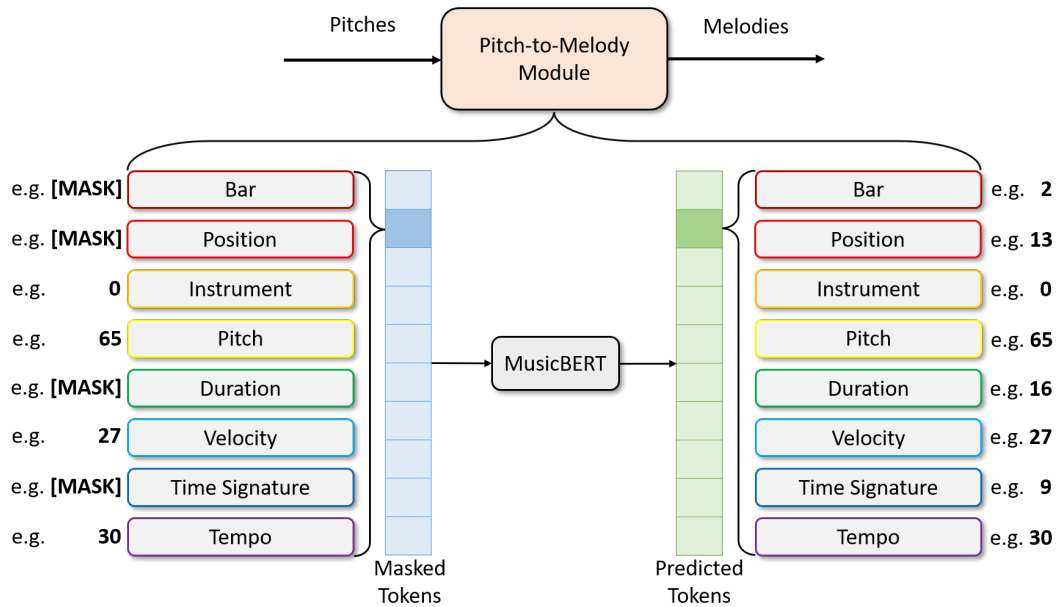 Pitches
Pitch-to-Melody
Module
Melodies
e.g. [MASK] Bar
e.g. [MASK] Position
e.g. 0 Instrument
e.g. 65 Pitch
e.g. [MASK] Duration
e.g. 27 Velocity
e.g. [MASK] Time Signature
e.g. 30 Tempo
Masked
Tokens
MusicBERT
Predicted
Tokens
Bar e.g. 2
Position e.g. 13
Instrument e.g. 0
Pitch e.g. 65
Duration e.g. 16
Velocity e.g. 27
Time Signature e.g. 9
Tempo e.g. 30